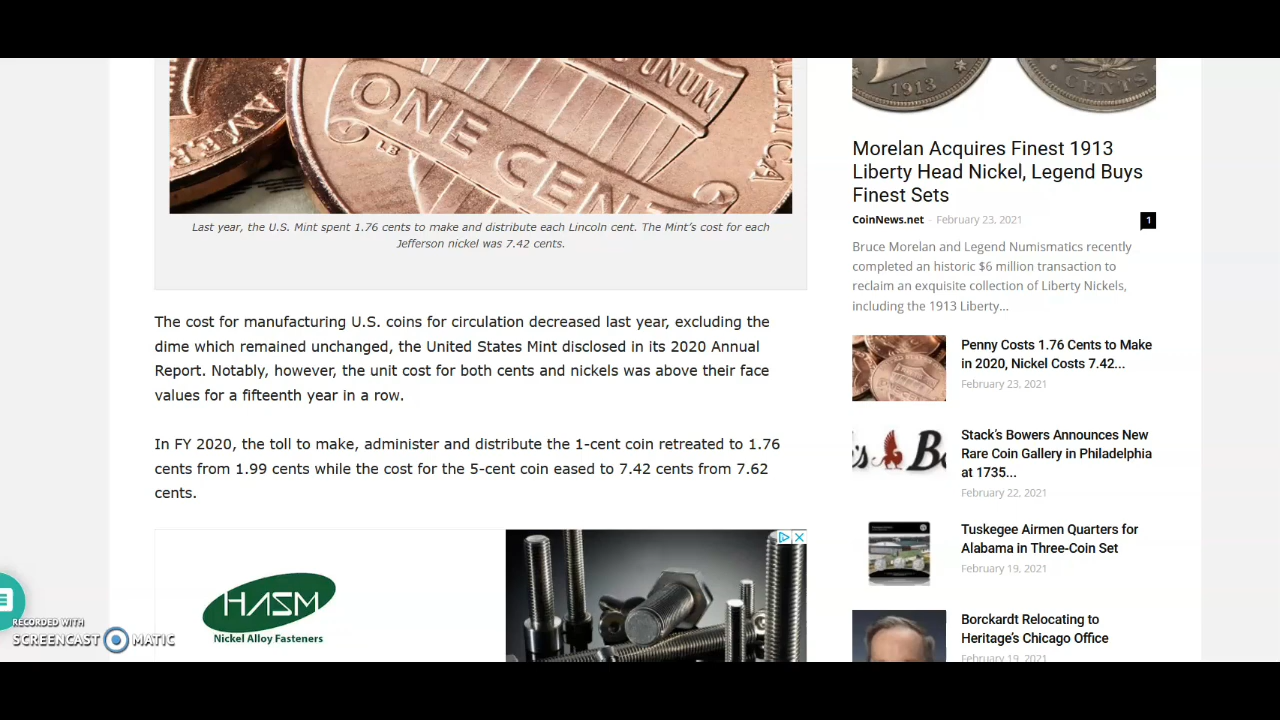 UNUM
ONE CENT
LB
AMER
ERICA
Last year, the U.S. Mint spent 1.76 cents to make and distribute each Lincoln cent. The Mint's cost for each
Jefferson nickel was 7.42 cents.
The cost for manufacturing U.S. coins for circulation decreased last year, excluding the
dime which remained unchanged, the United States Mint disclosed in its 2020 Annual
Report. Notably, however, the unit cost for both cents and nickels was above their face
values for a fifteenth year in a row.
In FY 2020, the toll to make, administer and distribute the 1-cent coin retreated to 1.76
cents from 1.99 cents while the cost for the 5-cent coin eased to 7.42 cents from 7.62
cents.
HASM
Nickel Alloy Fasteners
RECORDED WITH
SCREENCAST MATIC
1913
CENTS
Morelan Acquires Finest 1913
Liberty Head Nickel, Legend Buys
Finest Sets
CoinNews.net - February 23, 2021
1
Bruce Morelan and Legend Numismatics recently
completed an historic $6 million transaction to
reclaim an exquisite collection of Liberty Nickels,
including the 1913 Liberty...
Penny Costs 1.76 Cents to Make
in 2020, Nickel Costs 7.42...
February 23, 2021
's Bo
Stack's Bowers Announces New
Rare Coin Gallery in Philadelphia
at 1735...
February 22, 2021
Tuskegee Airmen Quarters for
Alabama in Three-Coin Set
February 19, 2021
Borckardt Relocating to
Heritage's Chicago Office
February 19, 2021